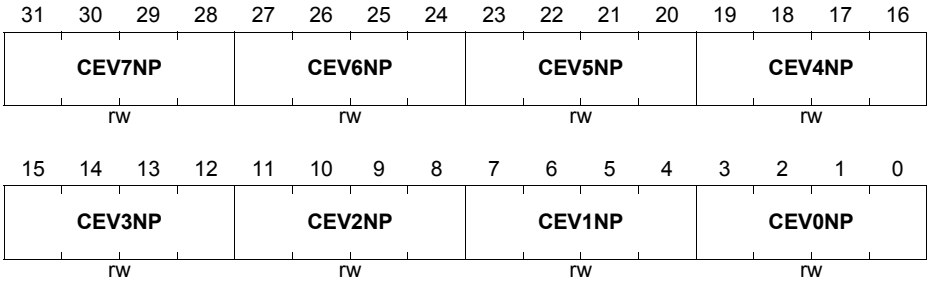 31 30 29 28 27 26 25 24 23 22 21 20 19 18 17 16
CEV7NP CEV6NP CEV5NP CEV4NP
rw rw rw rw
15 14 13 12 11 10 9 8 7 6 5 4 3 2 1 0
CEV3NP CEV2NP CEV1NP CEV0NP
rw rw rw rw